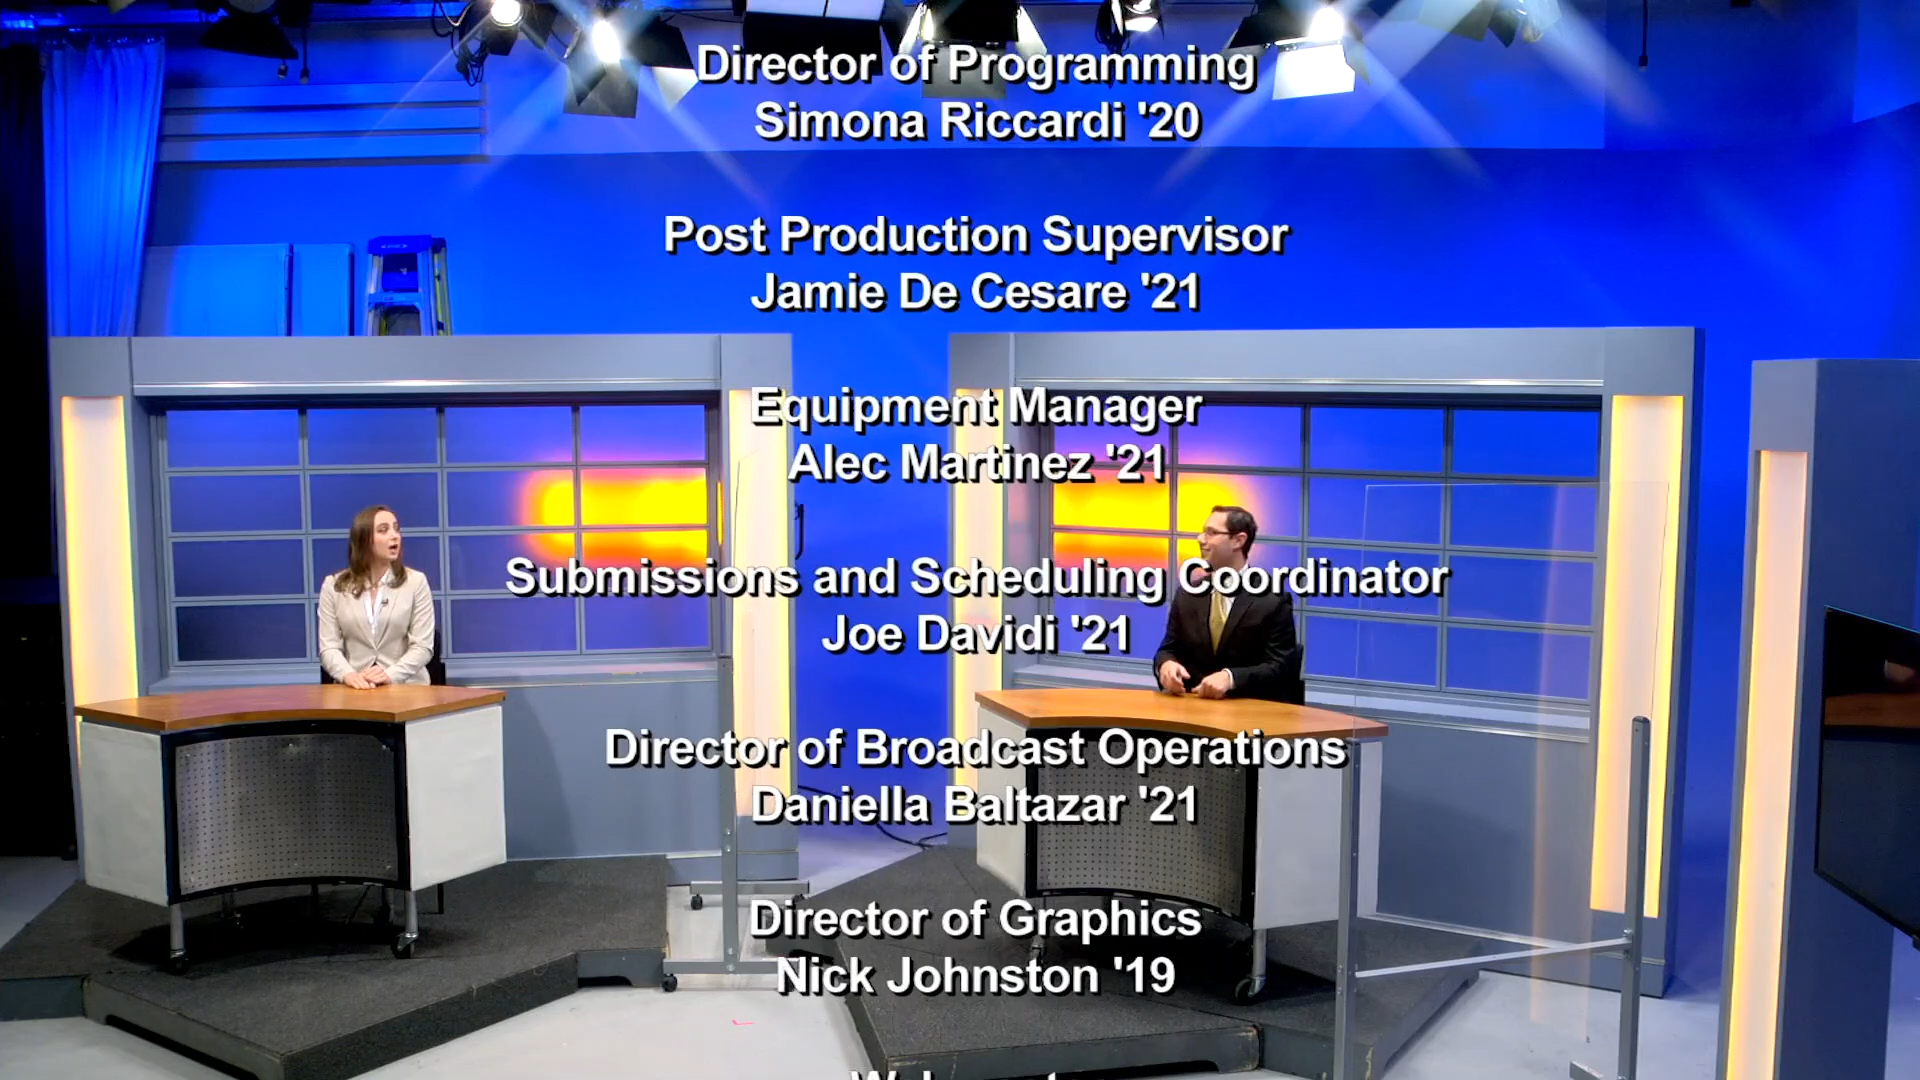 Director of Programming
Simona Riccardi '20
Post Production Supervisor
Jamie De Cesare '21
Equipment Manager
Alec Martinez '21
Submissions and Scheduling Coordinator
Joe Davidi '21
Director of Broadcast Operations
Daniella Baltazar '21
Director of Graphics
Nick Johnston '19